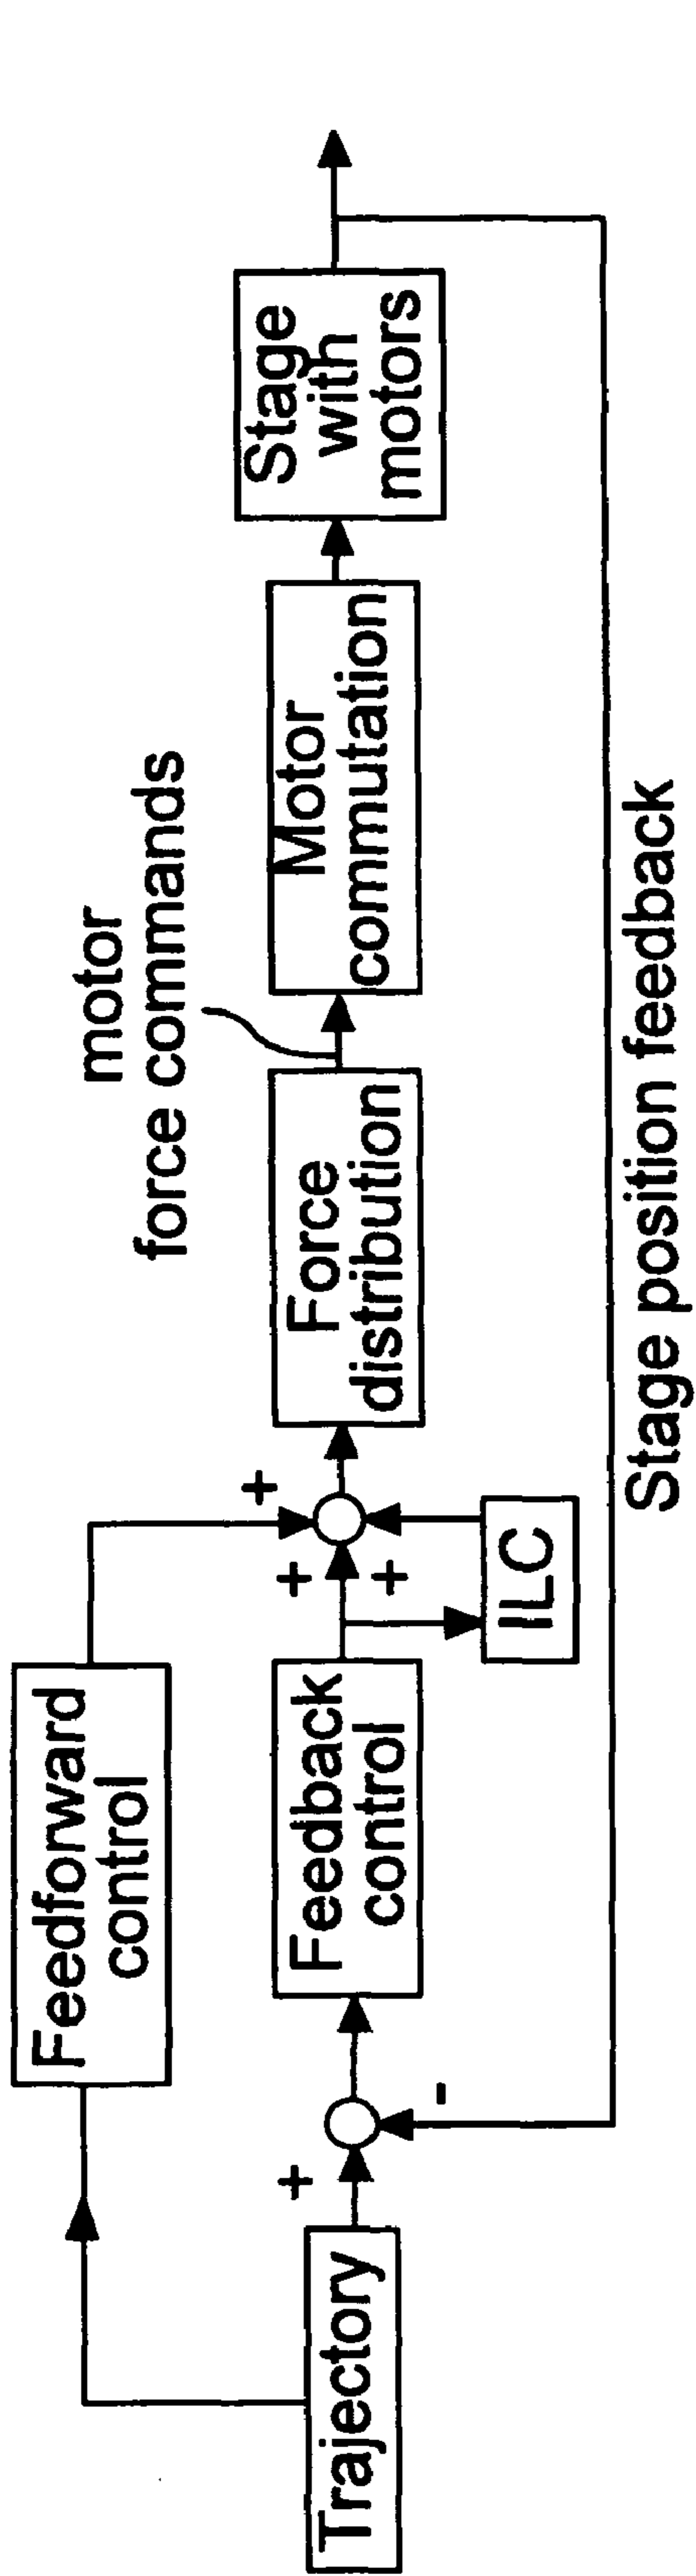 Trajectory
+
-
Feedforward
control
Feedback
control
+
+
+
ILC
Force
distribution
motor
force commands
Motor
commutation
Stage
with
motors
Stage position feedback